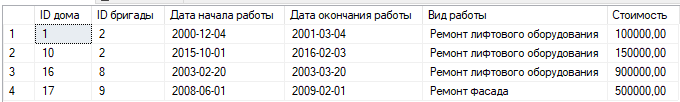 ID дома ID бригады Дата начала работы Дата окончания работы Вид работы Стоимость
1 1 2 2000-12-04 2001-03-04 Ремонт лифтового оборудования 100000,00
2 10 2 2015-10-01 2016-02-03 Ремонт лифтового оборудования 150000,00
3 16 8 2003-02-20 2003-03-20 Ремонт лифтового оборудования 900000,00
4 17 9 2008-06-01 2009-02-01 Ремонт фасада 500000,00